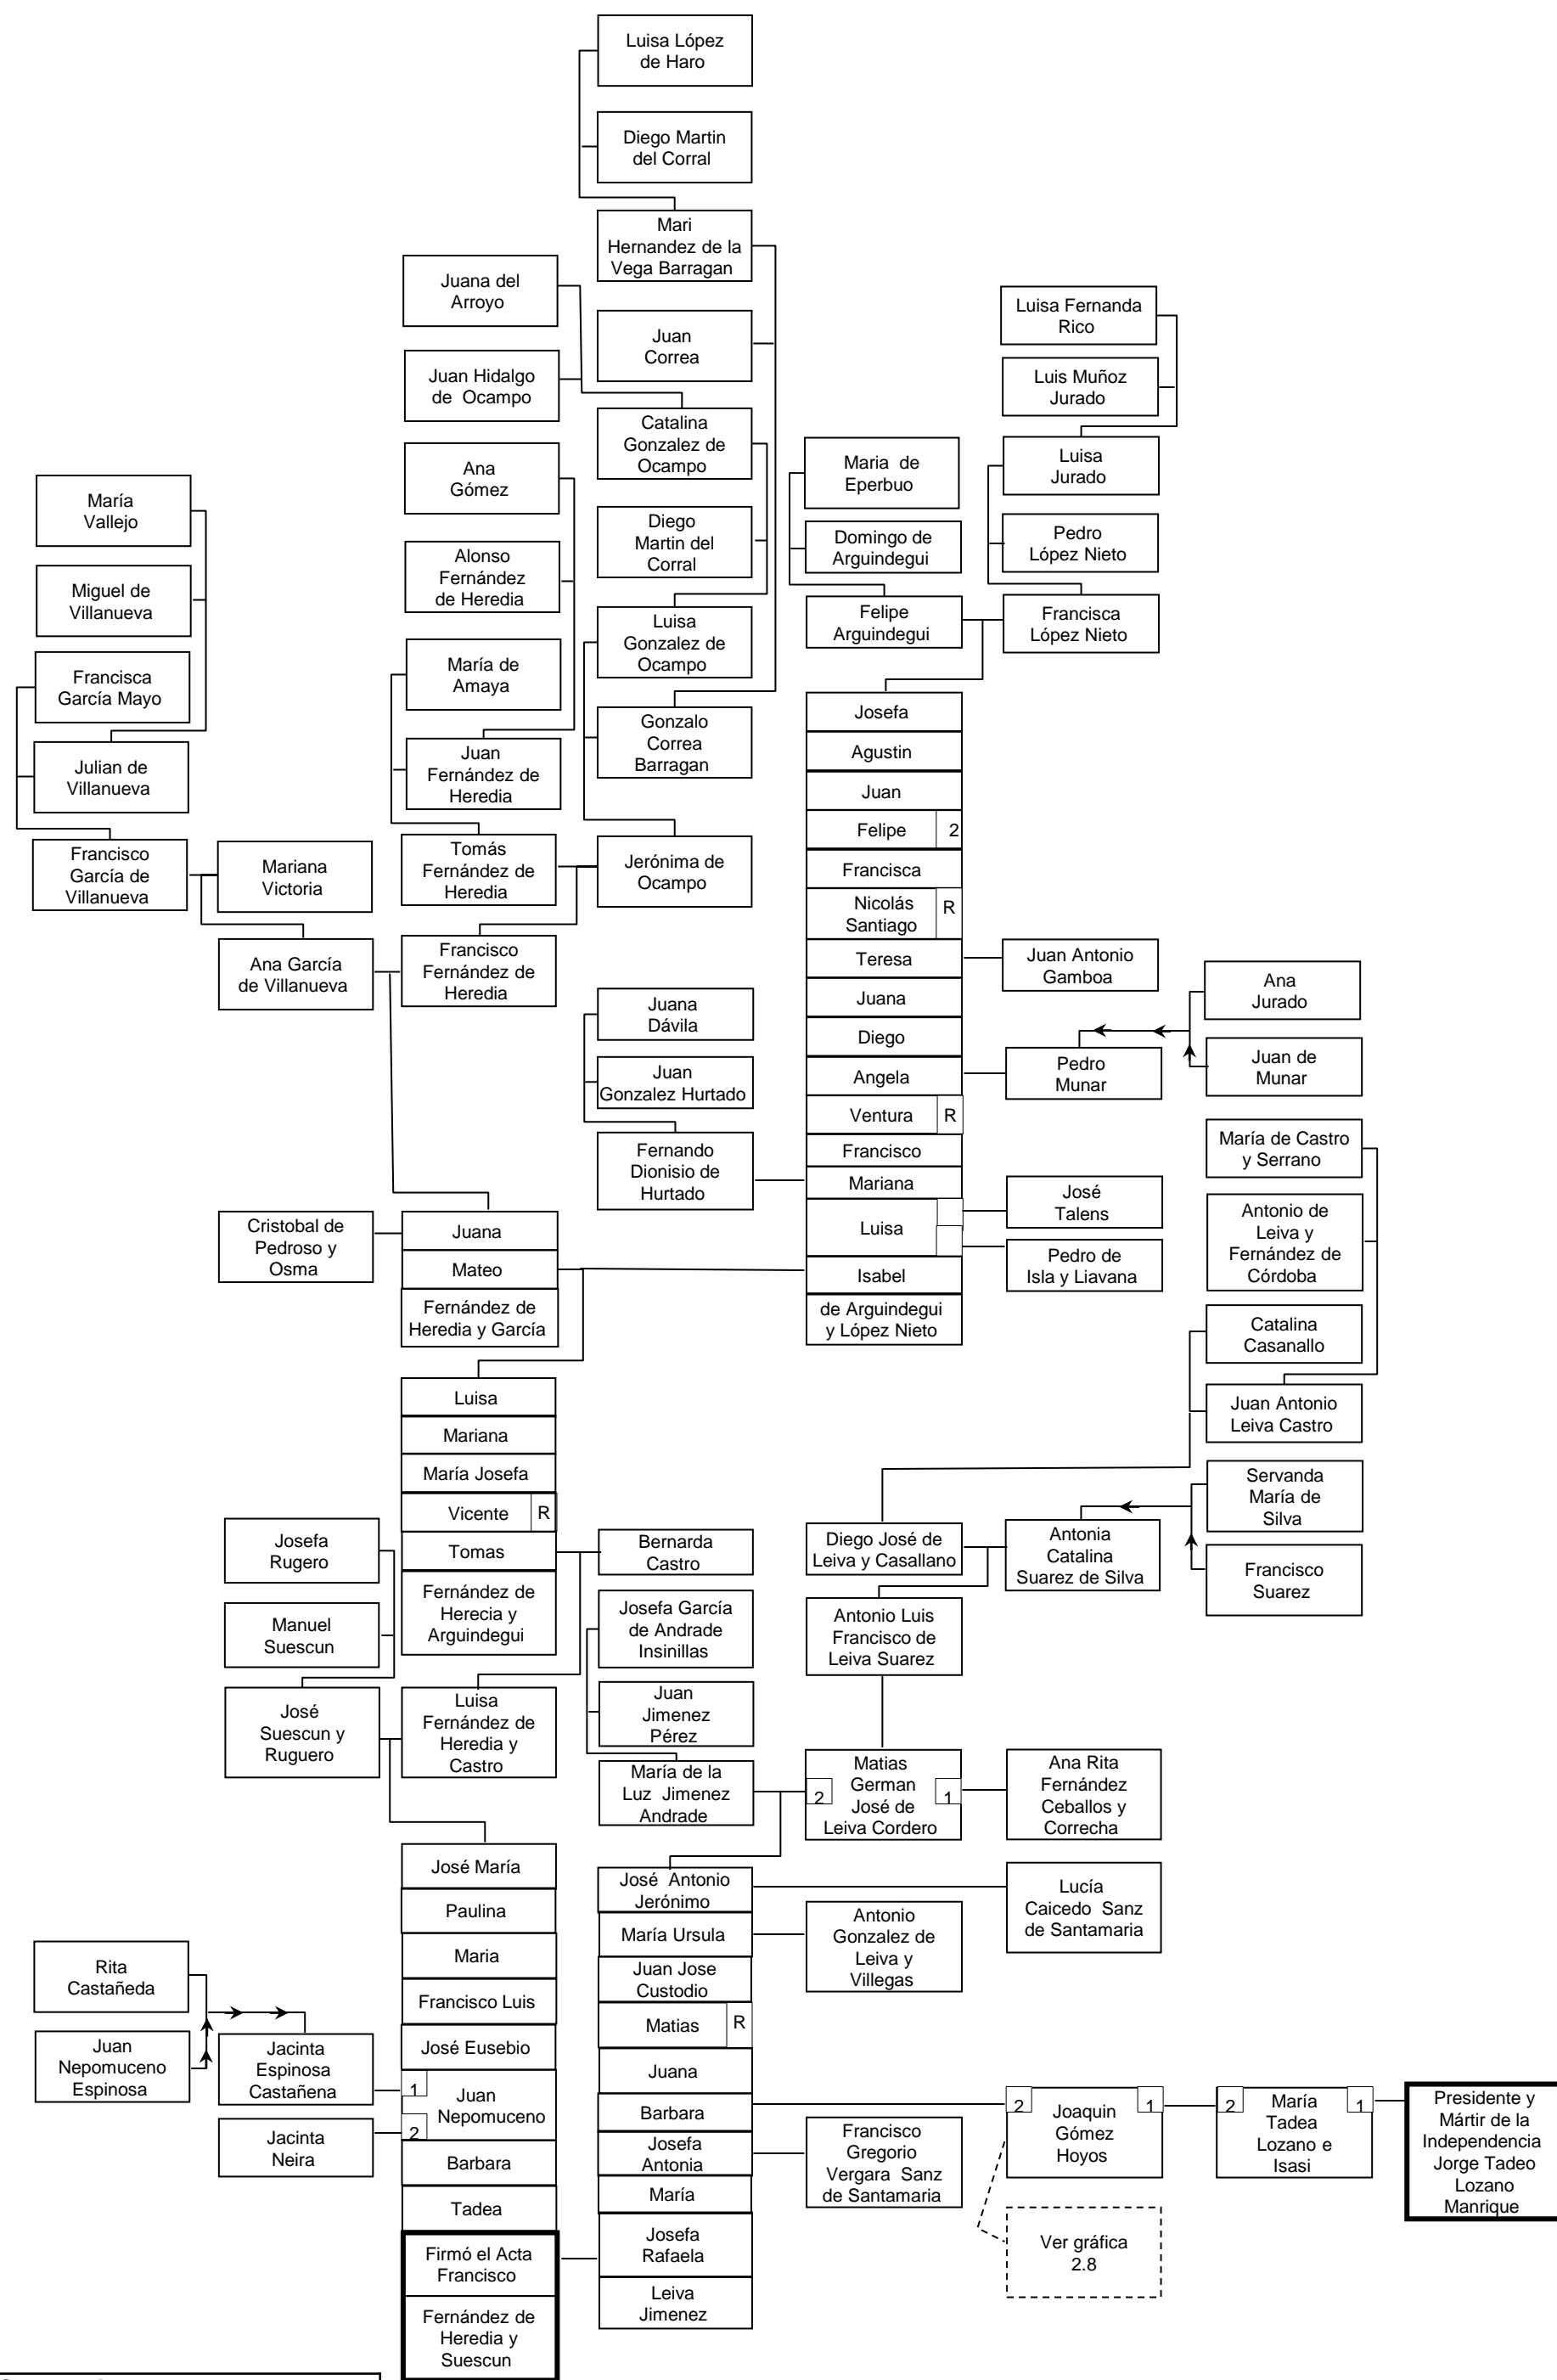 Luisa López
de Haro
Diego Martin
del Corral
Mari
Hernandez de la
Vega Barragan
Juana del
Arroyo
Juan
Correa
Luisa Fernanda
Rico
Juan Hidalgo
de Ocampo
Luis Muñoz
Jurado
Catalina
Gonzalez de
Ocampo
Ana
Gómez
Maria de
Eperbuo
Luisa
Jurado
María
Vallejo
Diego
Martin del
Corral
Domingo de
Arguindegui
Pedro
López Nieto
Alonso
Fernández
de Heredia
Miguel de
Villanueva
Luisa
Gonzalez de
Ocampo
Felipe
Arguindegui
Francisca
López Nieto
María de
Amaya
Francisca
García Mayo
Gonzalo
Correa
Barragan
Josefa
Agustin
Juan
Felipe 2
Francisca
Nicolás
Santiago
R
Teresa
Juana
Diego
Angela
Ventura R
Francisco
Mariana
Luisa
Isabel
de Arguindegui
y López Nieto
Julian de
Villanueva
Juan
Fernández de
Heredia
Francisco
García de
Villanueva
Mariana
Victoria
Tomás
Fernández de
Heredia
Jerónima de
Ocampo
Ana García
de Villanueva
Francisco
Fernández de
Heredia
Juan Antonio
Gamboa
Ana
Jurado
Juana
Dávila
Juan
Gonzalez Hurtado
Pedro
Munar
Juan de
Munar
Fernando
Dionisio de
Hurtado
María de Castro
y Serrano
José
Talens
Antonio de
Leiva y
Fernández de
Córdoba
Pedro de
Isla y Liavana
Cristobal de
Pedroso y
Osma
Juana
Mateo
Fernández de
Heredia y García
Catalina
Casanallo
Juan Antonio
Leiva Castro
Luisa
Mariana
María Josefa
Vicente R
Tomas
Fernández de
Herecia y
Arguindegui
Servanda
María de
Silva
Josefa
Rugero
Bernarda
Castro
Diego José de
Leiva y Casallano
Antonia
Catalina
Suarez de Silva
Francisco
Suarez
Manuel
Suescun
Josefa García
de Andrade
Insinillas
Antonio Luis
Francisco de
Leiva Suarez
José
Suescun y
Ruguero
Luisa
Fernández de
Heredia y
Castro
Juan
Jimenez
Pérez
María de la
Luz Jimenez
Andrade
2
Matias
German
José de
Leiva Cordero
1
Ana Rita
Fernández
Ceballos y
Correcha
José María
Paulina
Maria
Francisco Luis
José Eusebio
1
Juan
Nepomuceno
2
Barbara
Tadea
Firmó el Acta
Francisco
Fernández de
Heredia y
Suescun
José Antonio
Jerónimo
María Ursula
Juan Jose
Custodio
Matias R
Juana
Barbara
Josefa
Antonia
María
Josefa
Rafaela
Leiva
Jimenez
Lucía
Caicedo Sanz
de Santamaria
Antonio
Gonzalez de
Leiva y
Villegas
Rita
Castañeda
Juan
Nepomuceno
Espinosa
Jacinta
Espinosa
Castañena
Jacinta
Neira
Francisco
Gregorio
Vergara Sanz
de Santamaria
2
Joaquin
Gómez
Hoyos
1
2
María
Tadea
Lozano e
Isasi
1
Presidente y
Mártir de la
Independencia
Jorge Tadeo
Lozano
Manrique
Ver gráfica
2.8